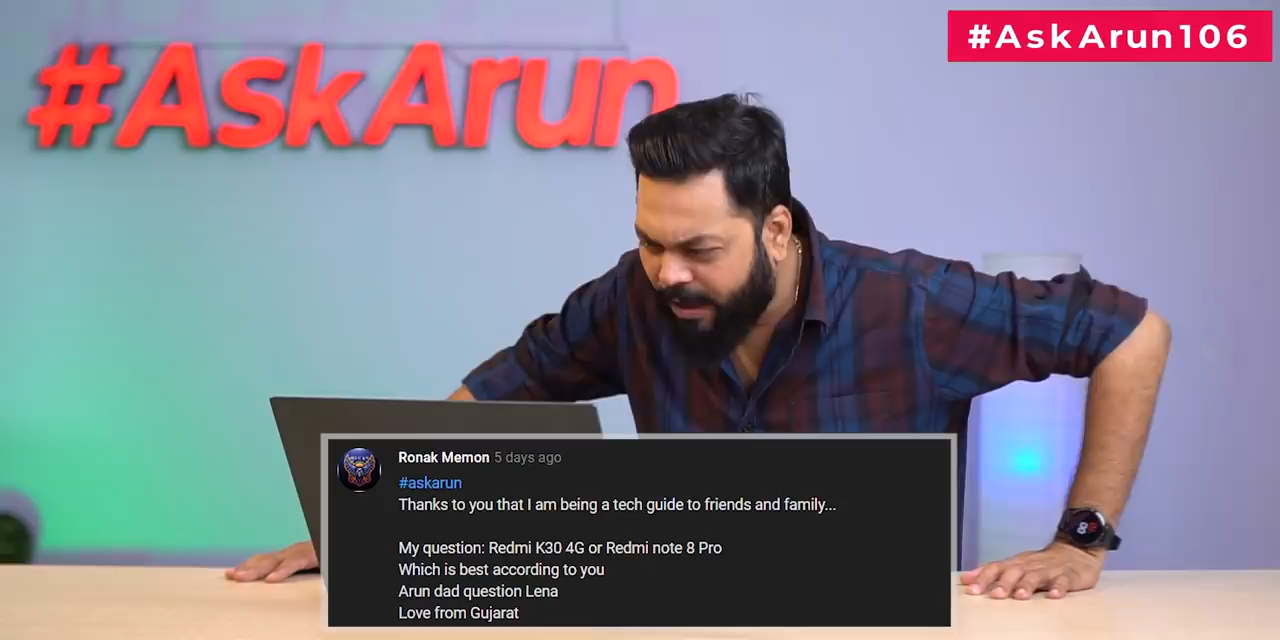 #AskArun106
#AskArun
Ronak Memon 5 days ago
#askarun
Thanks to you that I am being a tech guide to friends and family...
My question: Redmi K30 4G or Redmi note 8 Pro
Which is best according to you
Arun dad question Lena
Love from Gujarat